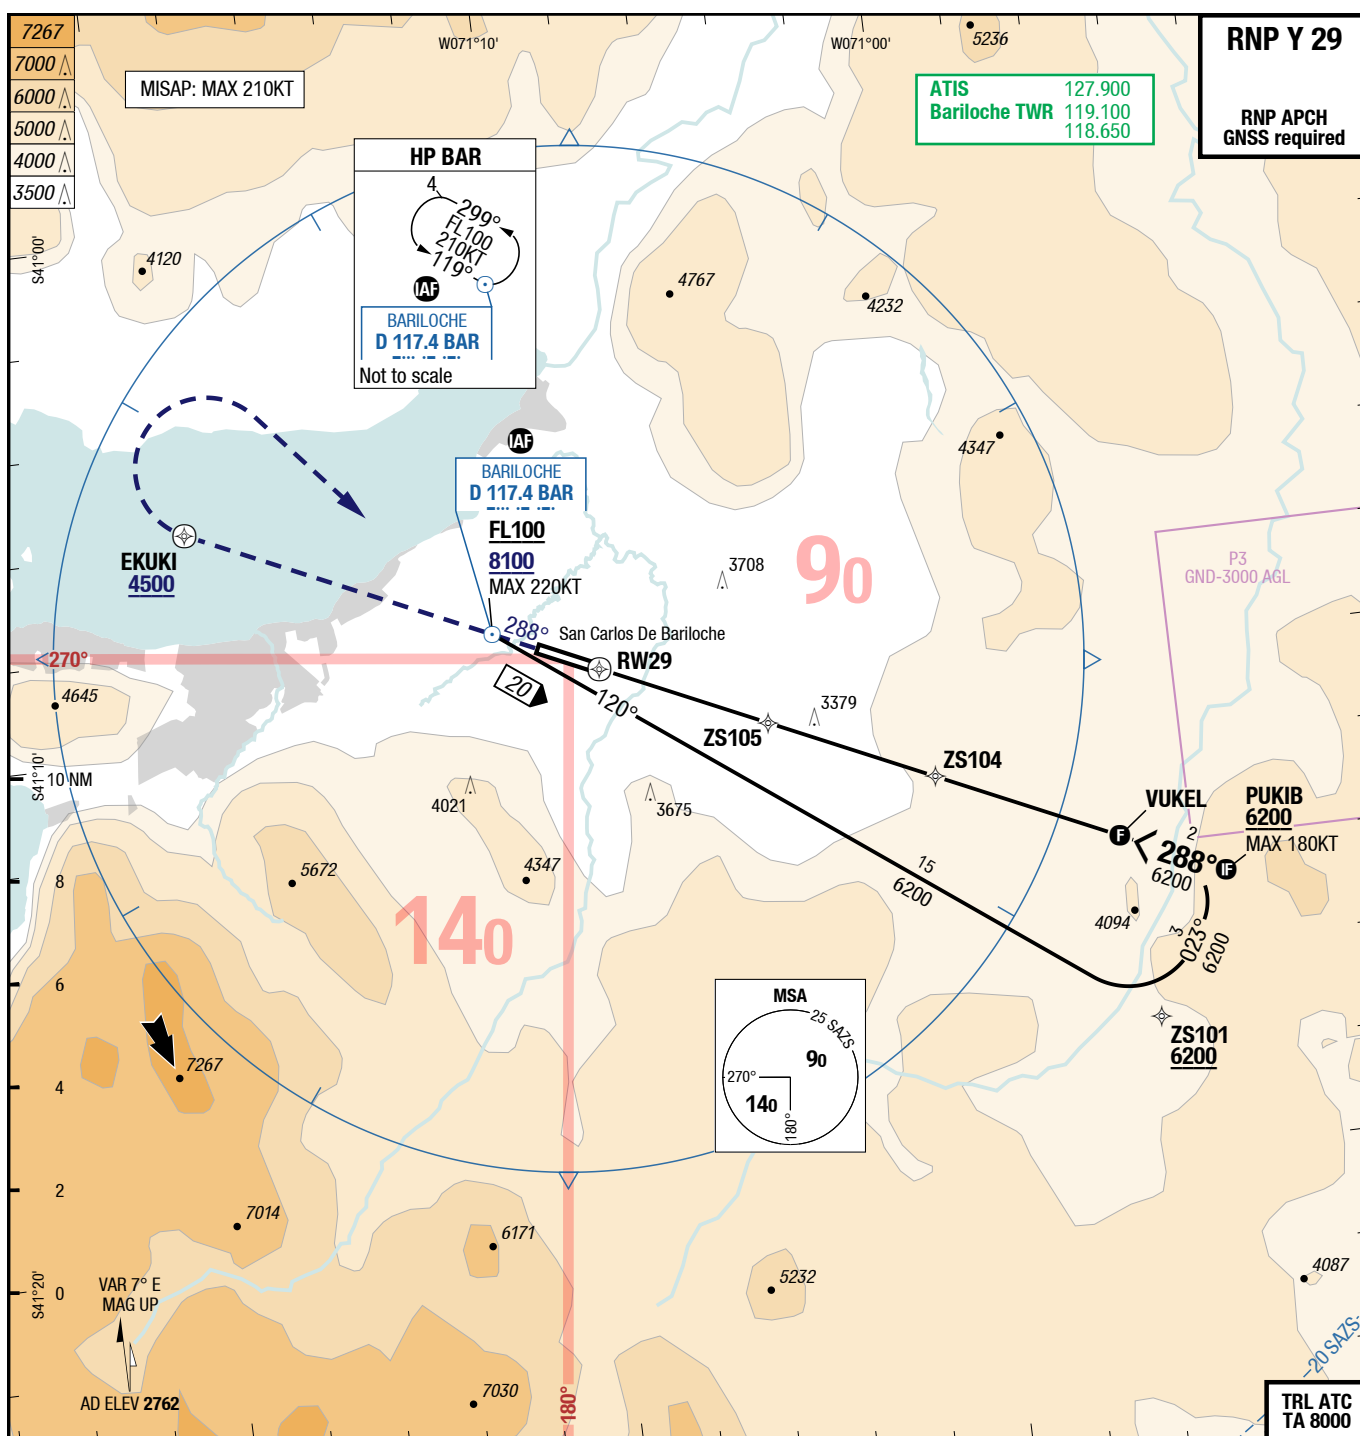 7267
7000
6000
5000
4000
3500
MISAP: MAX 210KT
W071°10'
W071°00'
5236
RNP Y 29
RNP APCH
GNSS required
ATIS 127.900
Bariloche TWR 119.100
118.650
HP BAR
4
299°
FL100
210KT
119°
IAF
BARILOCHE
D 117.4 BAR
Not to scale
S41°00'
4120
4767
4232
4347
IAF
BARILOCHE
D 117.4 BAR
FL100
8100
MAX 220KT
EKUKI
4500
3708
90
P3
GND-3000 AGL
288°
San Carlos De Bariloche
RW29
270°
20
120°
4645
ZS105
3379
ZS104
S41°10'
10 NM
4021
3675
VUKEL
F
PUKIB
6200
MAX 180KT
2
288°
6200
IF
15
6200
8
5672
4347
4094
3
023°
6200
140
6
MSA
25 SAZS
90
270°
140
180°
ZS101
6200
7267
4
2
7014
6171
5232
4087
S41°20'
0
VAR 7° E
MAG UP
AD ELEV 2762
7030
180°
20 SAZS
TRL ATC
TA 8000